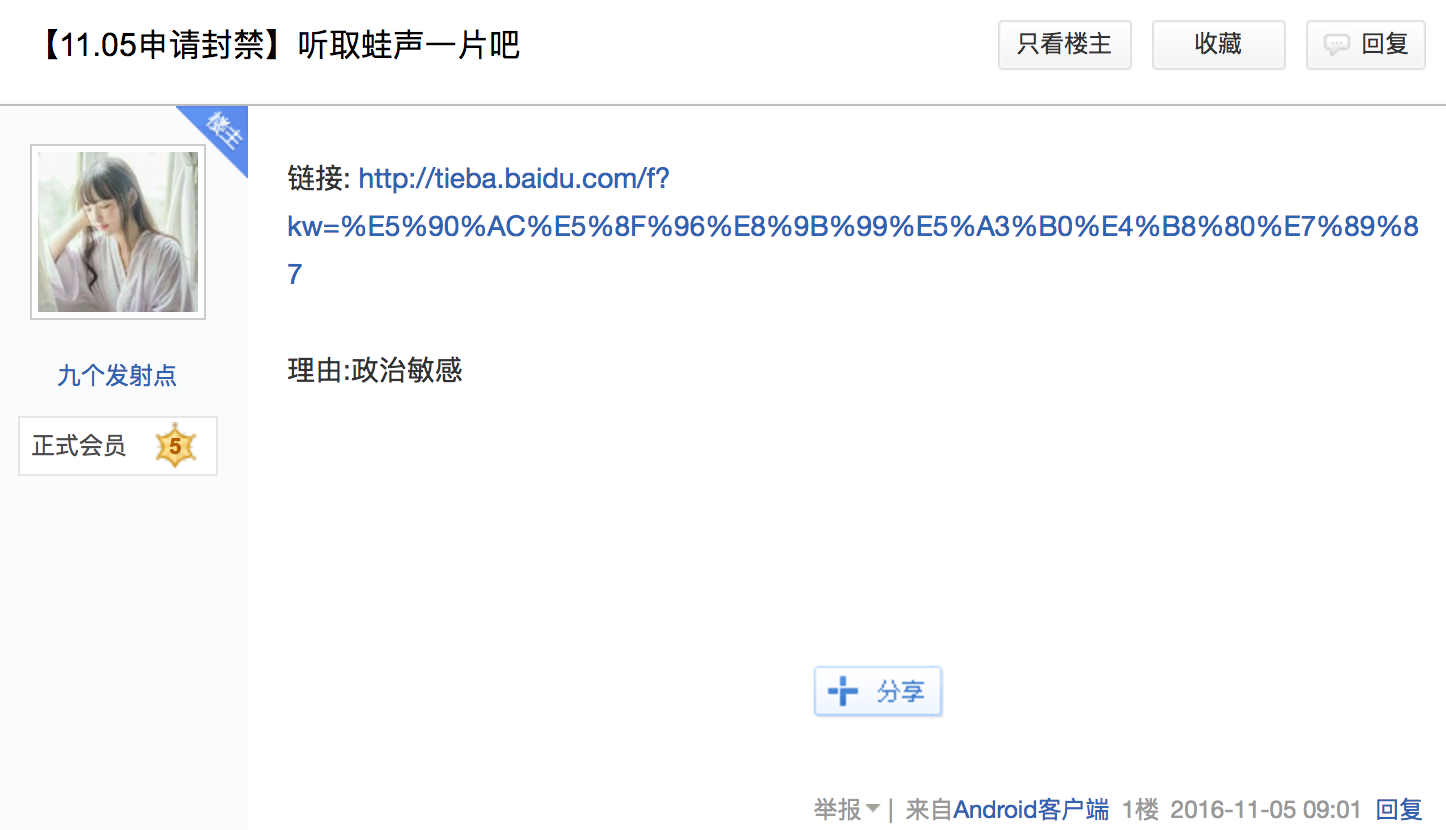 【11.05申请封禁】听取蛙声一片吧
只看楼主
收藏
回复
楼主
九个发射点
正式会员 5
链接: http://tieba.baidu.com/f?
kw=%E5%90%AC%E5%8F%96%E8%9B%99%E5%A3%B0%E4%B8%80%E7%89%8
7
理由:政治敏感
分享
举报 | 来自Android客户端 1楼 2016-11-05 09:01 回复